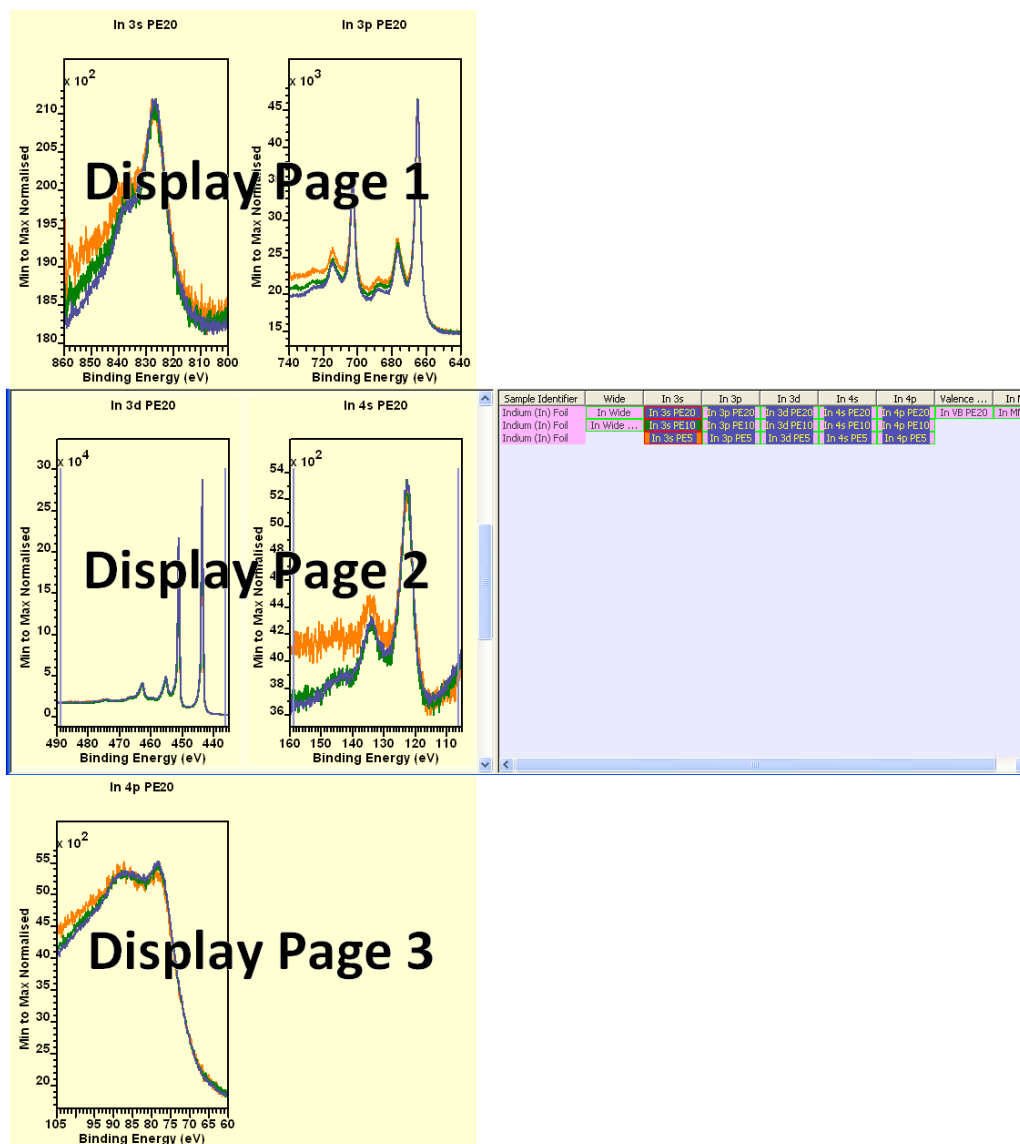 In 3s PE20
In 3p PE20
x 10²
x 10³
Min to Max Normalised
210
205
200
195
190
185
180
860 850 840 830 820 810 800
Binding Energy (eV)
Min to Max Normalised
45
40
30
25
20
15
740 720 700 680 660 640
Binding Energy (eV)
Display Page 1
In 3d PE20
In 4s PE20
x 10⁴
x 10²
Min to Max Normalised
30
25
20
15
10
5
0
490 480 470 460 450 440
Binding Energy (eV)
Min to Max Normalised
54
52
50
48
44
42
40
38
36
160 150 140 130 120 110
Binding Energy (eV)
Display Page 2
Sample Identifier Wide In 3s In 3p In 3d In 4s In 4p Valence ...
Indium (In) Foil In Wide In 3s PE20 In 3p PE20 In 3d PE20 In 4s PE20 In 4p PE20 In VB PE20
Indium (In) Foil In Wide ... In 3s PE10 In 3p PE10 In 3d PE10 In 4s PE10 In 4p PE10
Indium (In) Foil In 3s PE5 In 3p PE5 In 3d PE5 In 4s PE5 In 4p PE5
In 4p PE20
x 10²
Min to Max Normalised
55
50
45
40
35
30
25
20
105 95 90 85 80 75 70 65 60
Binding Energy (eV)
Display Page 3